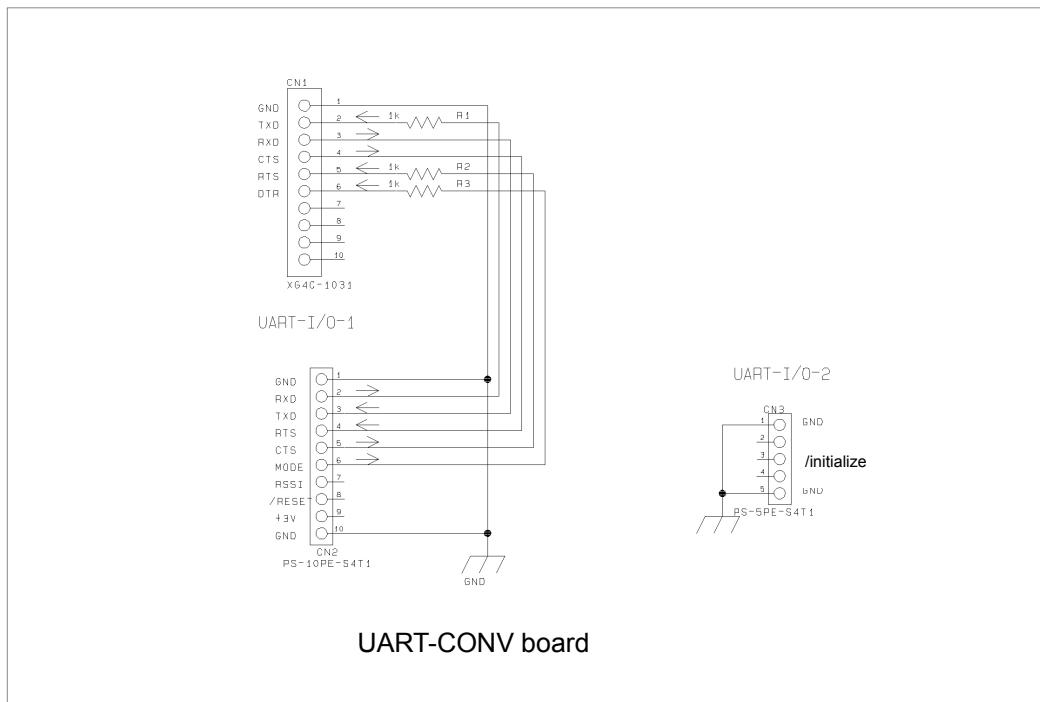 CN1
GND 1
TXD 2 1k R1
RXD 3
CTS 4
RTS 5 1k R2
DTR 6 1k R3
7
8
9
10
XG4C-1031
UART-I/O-1
GND 1
RXD 2
TXD 3
RTS 4
CTS 5
MODE 6
RSSI 7
/RESET 8
+3V 9
GND 10
CN2
PS-10PE-S4T1
GND
UART-I/O-2
CN3
1 GND
2
3 /initialize
4
5 GND
PS-5PE-S4T1
UART-CONV board